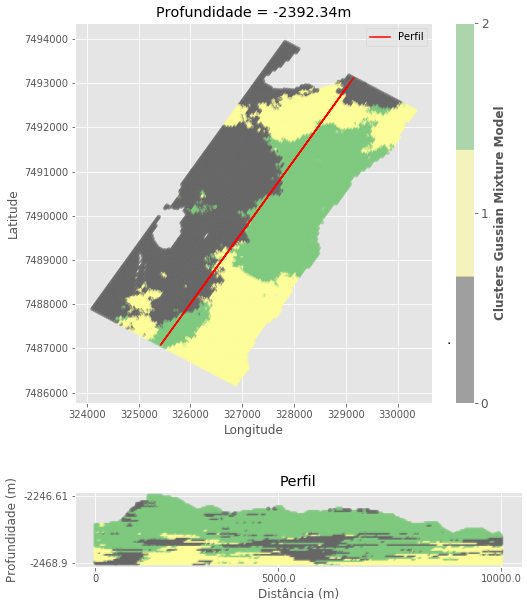 Profundidade = -2392.34m
Perfil
7494000
7493000
7492000
7491000
7490000
7489000
7488000
7487000
7486000
Latitude
324000 325000 326000 327000 328000 329000 330000
Longitude
2
1
0
Clusters Gussian Mixture Model
Perfil
-2246.61
-2468.9
Profundidade (m)
0 5000.0 10000.0
Distância (m)